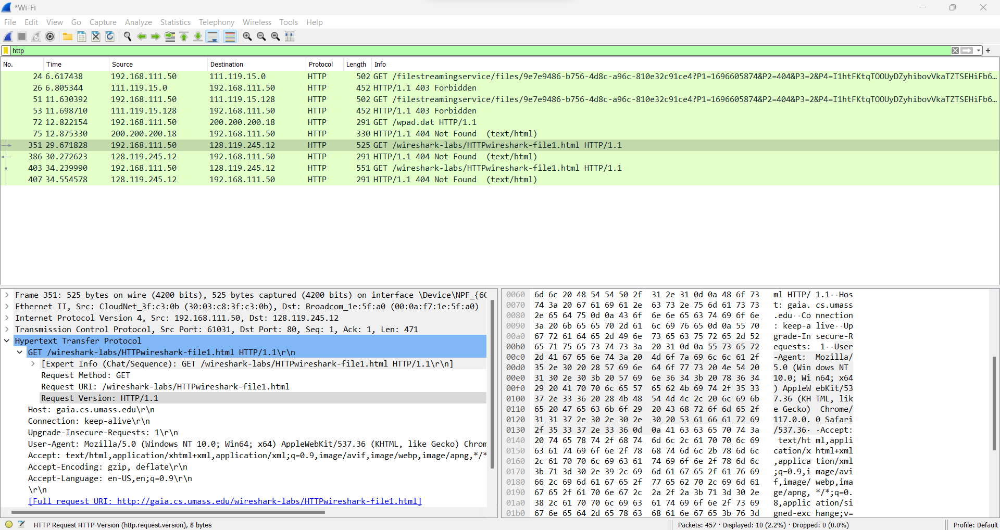 *Wi-Fi
File Edit View Go Capture Analyze Statistics Telephony Wireless Tools Help
http
No. Time Source Destination Protocol Length Info
24 6.617438 192.168.111.50 111.119.15.0 HTTP 502 GET /filestreamingservice/files/9e7e9486-b756-4d8c-a96c-810e32c91ce4?P1=1696605874&P2=404&P3=2&P4=I1htFKtqTOOUyDZyhibovVkaTZTSEHiFb6...
26 6.805344 111.119.15.0 192.168.111.50 HTTP 452 HTTP/1.1 403 Forbidden
51 11.630392 192.168.111.50 111.119.15.128 HTTP 502 GET /filestreamingservice/files/9e7e9486-b756-4d8c-a96c-810e32c91ce4?P1=1696605874&P2=404&P3=2&P4=I1htFKtqTOOUyDZyhibovVkaTZTSEHiFb6...
53 11.698710 111.119.15.128 192.168.111.50 HTTP 452 HTTP/1.1 403 Forbidden
72 12.822154 192.168.111.50 200.200.200.18 HTTP 291 GET /wpad.dat HTTP/1.1
75 12.875330 200.200.200.18 192.168.111.50 HTTP 330 HTTP/1.1 404 Not Found (text/html)
351 29.671828 192.168.111.50 128.119.245.12 HTTP 525 GET /wireshark-labs/HTTPwireshark-file1.html HTTP/1.1
386 30.272623 128.119.245.12 192.168.111.50 HTTP 291 HTTP/1.1 404 Not Found (text/html)
403 34.239990 192.168.111.50 128.119.245.12 HTTP 551 GET /wireshark-labs/HTTPwireshark-file1.html HTTP/1.1
407 34.554578 128.119.245.12 192.168.111.50 HTTP 291 HTTP/1.1 404 Not Found (text/html)
Frame 351: 525 bytes on wire (4200 bits), 525 bytes captured (4200 bits) on interface \Device\NPF_{6C
Ethernet II, Src: CloudNet_3f:c3:0b (30:03:c8:3f:c3:0b), Dst: Broadcom_1e:5f:a0 (00:0a:f7:1e:5f:a0)
Internet Protocol Version 4, Src: 192.168.111.50, Dst: 128.119.245.12
Transmission Control Protocol, Src Port: 61031, Dst Port: 80, Seq: 1, Ack: 1, Len: 471
Hypertext Transfer Protocol
GET /wireshark-labs/HTTPwireshark-file1.html HTTP/1.1\r\n
[Expert Info (Chat/Sequence): GET /wireshark-labs/HTTPwireshark-file1.html HTTP/1.1\r\n]
Request Method: GET
Request URI: /wireshark-labs/HTTPwireshark-file1.html
Request Version: HTTP/1.1
Host: gaia.cs.umass.edu\r\n
Connection: keep-alive\r\n
Upgrade-Insecure-Requests: 1\r\n
User-Agent: Mozilla/5.0 (Windows NT 10.0; Win64; x64) AppleWebKit/537.36 (KHTML, like Gecko) Chrom
Accept: text/html,application/xhtml+xml,application/xml;q=0.9,image/avif,image/webp,image/apng,*/*
Accept-Encoding: gzip, deflate\r\n
Accept-Language: en-US,en;q=0.9\r\n
\r\n
[Full request URI: http://gaia.cs.umass.edu/wireshark-labs/HTTPwireshark-file1.html]
0060 6d 6c 20 48 54 54 50 2f 31 2e 31 0d 0a 48 6f 73 ml HTTP/ 1.1··Hos
0070 74 3a 20 67 61 69 61 2e 63 73 2e 75 6d 61 73 73 t: gaia. cs.umass
0080 2e 65 64 75 0d 0a 43 6f 6e 6e 65 63 74 69 6f 6e .edu··Co nnection
0090 3a 20 6b 65 65 70 2d 61 6c 69 76 65 0d 0a 55 70 : keep-a live··Up
00a0 67 72 61 64 65 2d 49 6e 73 65 63 75 72 65 2d 52 grade-In secure-R
00b0 65 71 75 65 73 74 73 3a 20 31 0d 0a 55 73 65 72 equests: 1··User
00c0 2d 41 67 65 6e 74 3a 20 4d 6f 7a 69 6c 6c 61 2f -Agent: Mozilla/
00d0 35 2e 30 20 28 57 69 6e 64 6f 77 73 20 4e 54 20 5.0 (Win dows NT
00e0 31 30 2e 30 3b 20 57 69 6e 36 34 3b 20 78 36 34 10.0; Wi n64; x64
00f0 29 20 41 70 70 6c 65 57 65 62 4b 69 74 2f 35 33 ) AppleW ebKit/53
0100 37 2e 33 36 20 28 4b 48 54 4d 4c 2c 20 6c 69 6b 7.36 (KH TML, lik
0110 65 20 47 65 63 6b 6f 29 20 43 68 72 6f 6d 65 2f e Gecko) Chrome/
0120 31 31 37 2e 30 2e 30 2e 30 20 53 61 66 61 72 69 117.0.0. 0 Safari
0130 2f 35 33 37 2e 33 36 0d 0a 41 63 63 65 70 74 3a /537.36· ·Accept:
0140 20 74 65 78 74 2f 68 74 6d 6c 2c 61 70 70 6c 69 text/ht ml,appli
0150 63 61 74 69 6f 6e 2f 78 68 74 6d 6c 2b 78 6d 6c cation/x html+xml
0160 2c 61 70 70 6c 69 63 61 74 69 6f 6e 2f 78 6d 6c ,applica tion/xml
0170 3b 71 3d 30 2e 39 2c 69 6d 61 67 65 2f 61 76 69 ;q=0.9,i mage/avi
0180 66 2c 69 6d 61 67 65 2f 77 65 62 70 2c 69 6d 61 f,image/ webp,ima
0190 67 65 2f 61 70 6e 67 2c 2a 2f 2a 3b 71 3d 30 2e ge/apng, */*;q=0.
01a0 38 2c 61 70 70 6c 69 63 61 74 69 6f 6e 2f 73 69 8,applic ation/si
01b0 67 6e 65 64 2d 65 78 63 68 61 6e 67 65 3b 76 3d gned-exc hange;v=
HTTP Request HTTP-Version (http.request.version), 8 bytes
Packets: 457 · Displayed: 10 (2.2%) · Dropped: 0 (0.0%)
Profile: Default